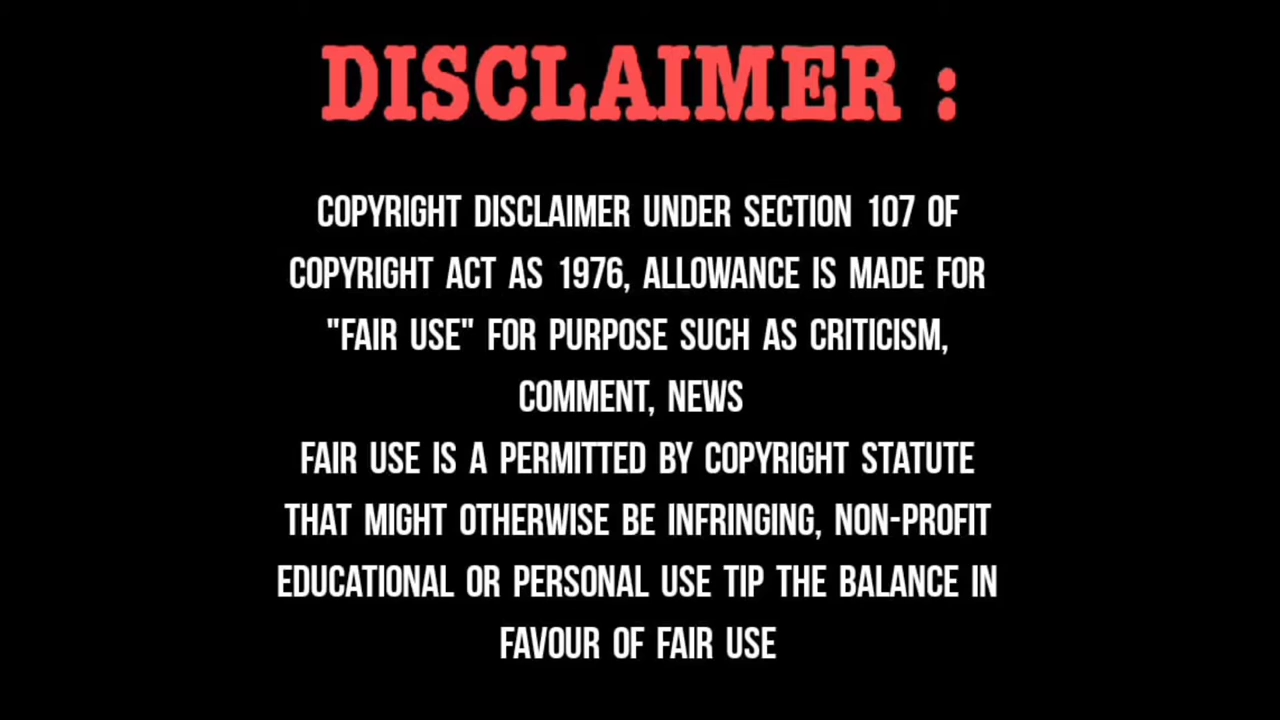 DISCLAIMER :
COPYRIGHT DISCLAIMER UNDER SECTION 107 OF
COPYRIGHT ACT AS 1976, ALLOWANCE IS MADE FOR
"FAIR USE" FOR PURPOSE SUCH AS CRITICISM,
COMMENT, NEWS
FAIR USE IS A PERMITTED BY COPYRIGHT STATUTE
THAT MIGHT OTHERWISE BE INFRINGING, NON-PROFIT
EDUCATIONAL OR PERSONAL USE TIP THE BALANCE IN
FAVOUR OF FAIR USE